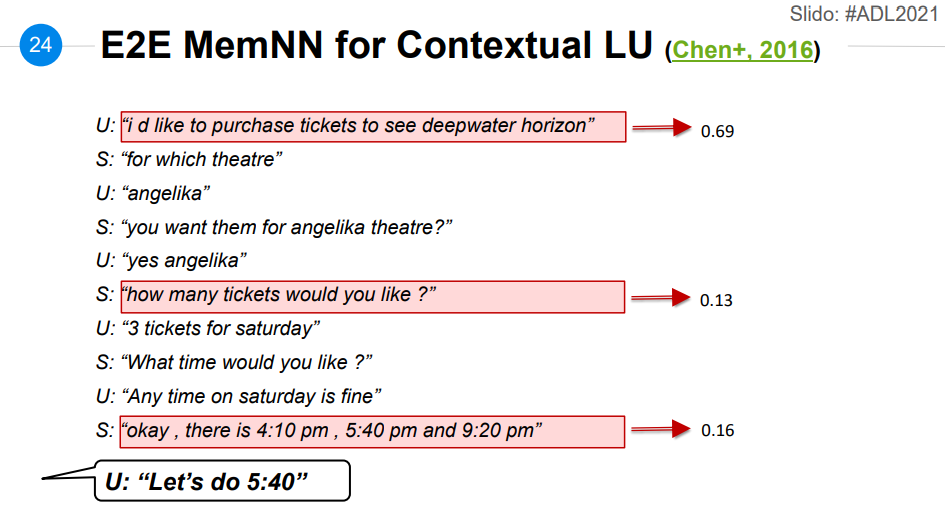 Slido: #ADL2021
24
E2E MemNN for Contextual LU (Chen+, 2016)
U: “i d like to purchase tickets to see deepwater horizon” 0.69
S: “for which theatre”
U: “angelika”
S: “you want them for angelika theatre?”
U: “yes angelika”
S: “how many tickets would you like ?” 0.13
U: “3 tickets for saturday”
S: “What time would you like ?”
U: “Any time on saturday is fine”
S: “okay , there is 4:10 pm , 5:40 pm and 9:20 pm” 0.16
U: “Let’s do 5:40”